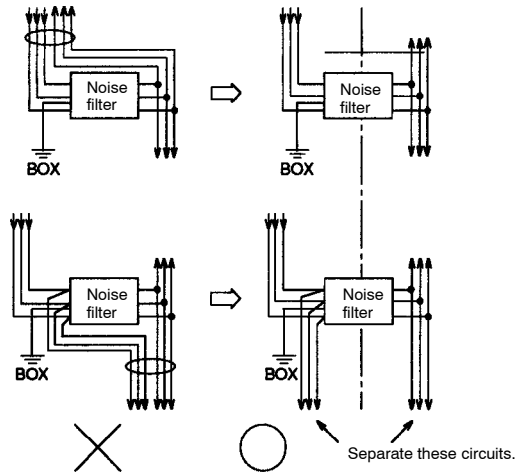 Noise
filter
BOX
Noise
filter
BOX
Noise
filter
BOX
Noise
filter
BOX
Separate these circuits.